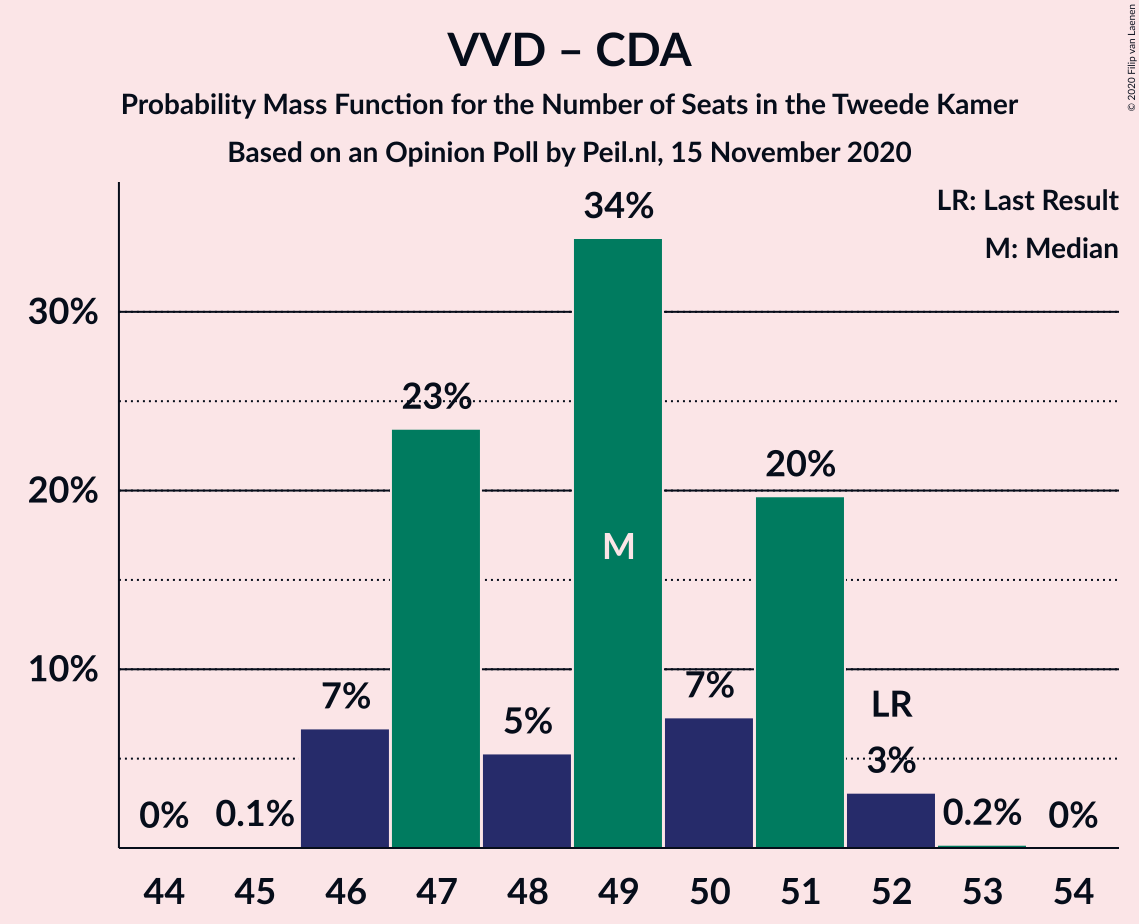 VVD – CDA
Probability Mass Function for the Number of Seats in the Tweede Kamer
Based on an Opinion Poll by Peil.nl, 15 November 2020
© 2020 Filip van Laenen
LR: Last Result
M: Median
34%
30%
23%
20%
20%
M
10%
7%
7%
LR
5%
3%
0%
0.1%
0.2%
0%
44 45 46 47 48 49 50 51 52 53 54